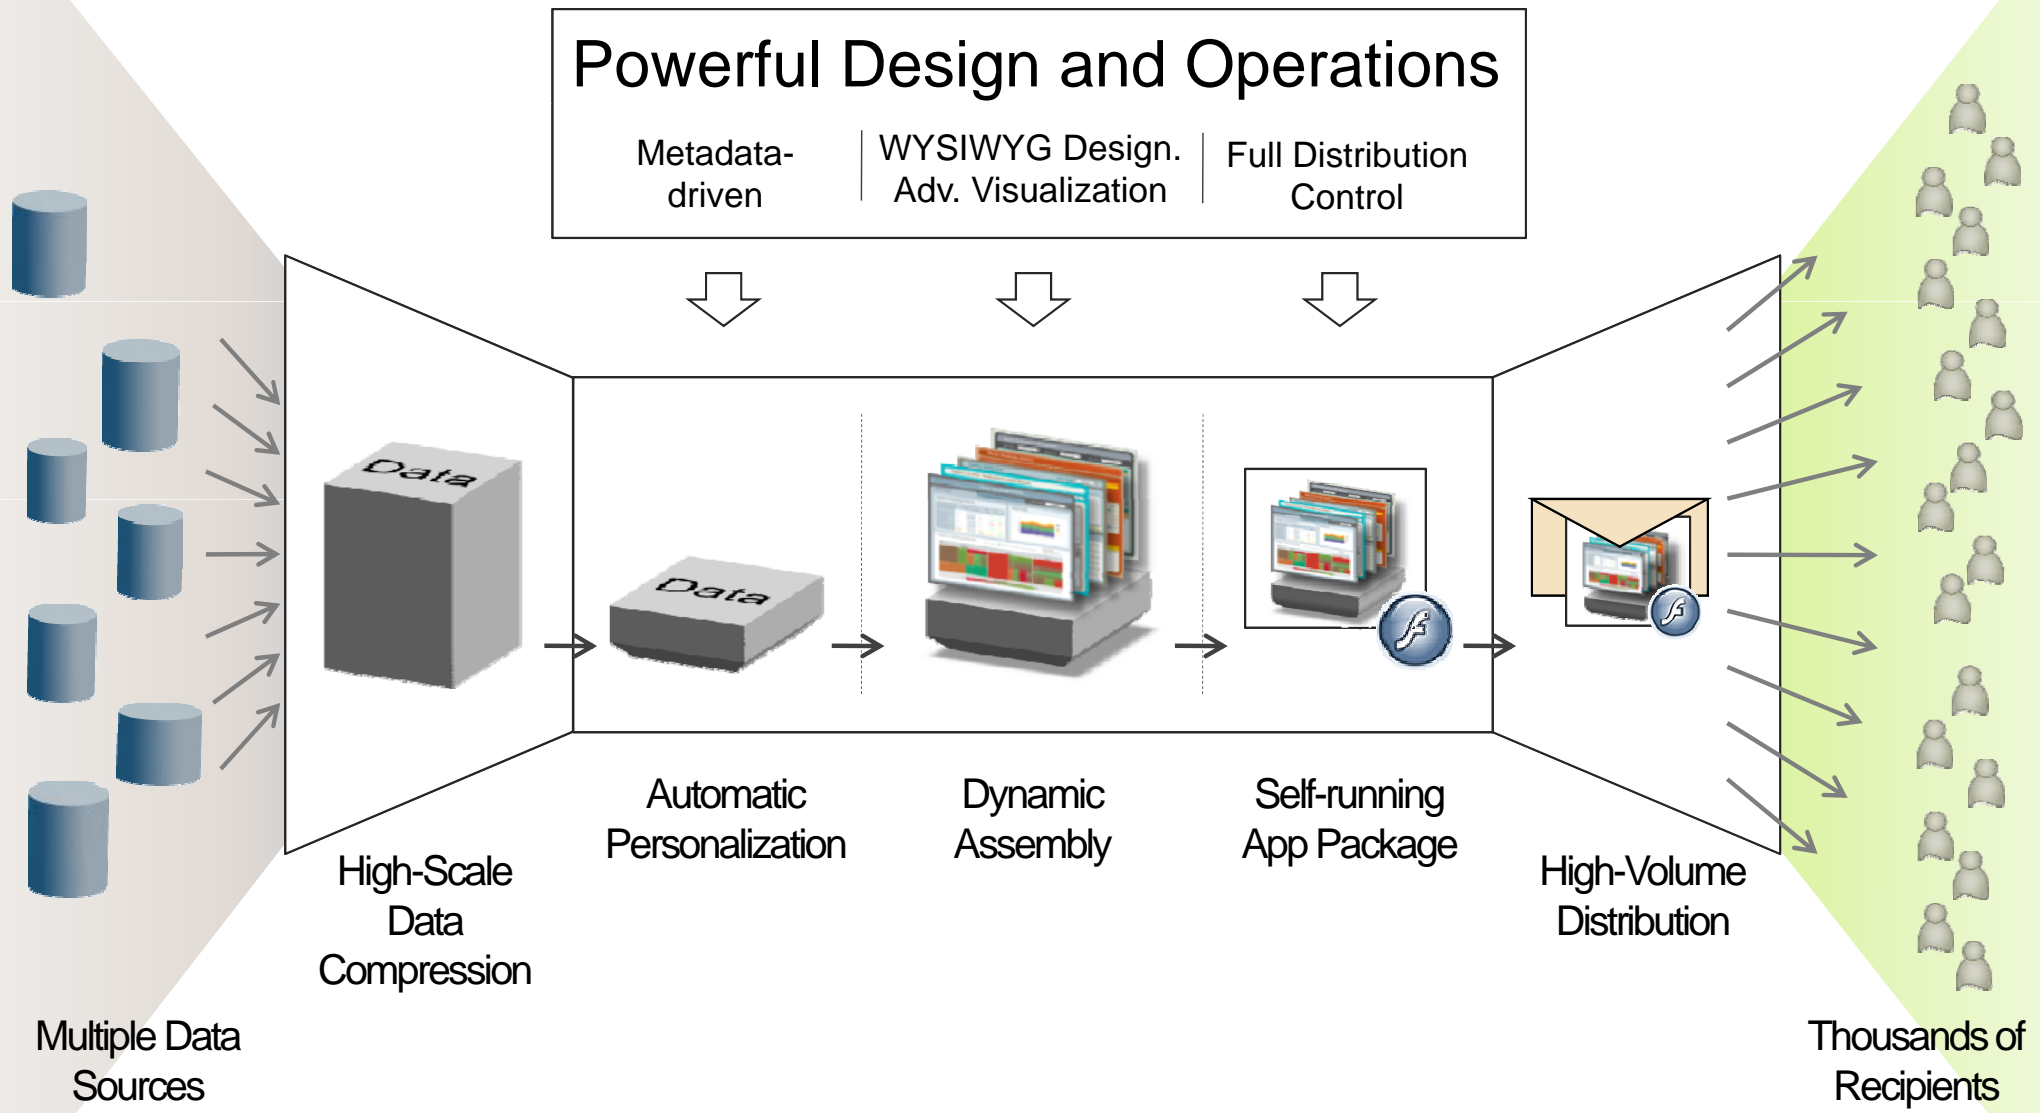 Powerful Design and Operations
Metadata-
driven
WYSIWYG Design.
Adv. Visualization
Full Distribution
Control
Data
Data
Automatic
Personalization
Dynamic
Assembly
Self-running
App Package
High-Scale
Data
Compression
High-Volume
Distribution
Multiple Data
Sources
Thousands of
Recipients